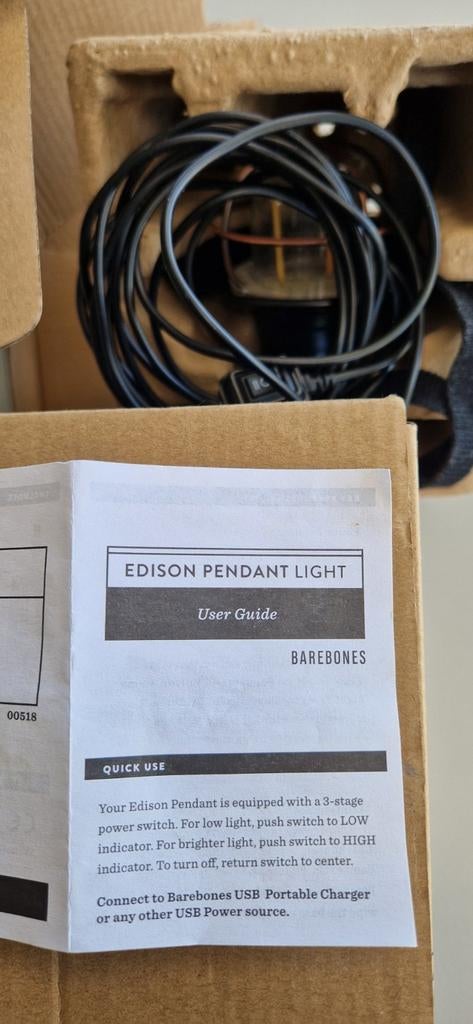 EDISON PENDANT LIGHT
User Guide
BAREBONES
00518
QUICK USE
Your Edison Pendant is equipped with a 3-stage
power switch. For low light, push switch to LOW
indicator. For brighter light, push switch to HIGH
indicator. To turn off, return switch to center.
Connect to Barebones USB Portable Charger
or any other USB Power source.